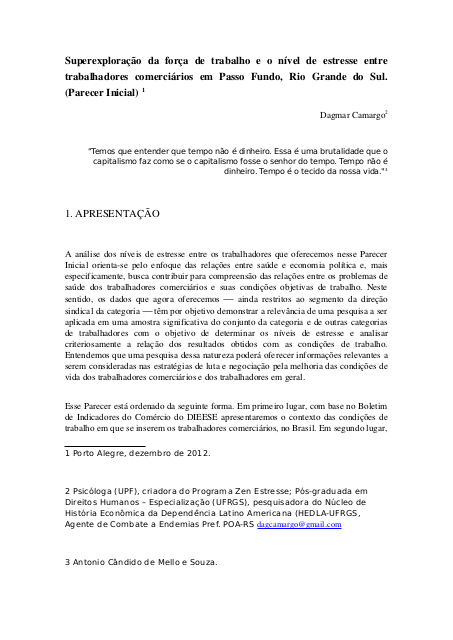 Superexploração da força de trabalho e o nível de estresse entre
trabalhadores comerciários em Passo Fundo, Rio Grande do Sul.
(Parecer Inicial) 1
Dagmar Camargo2
"Temos que entender que tempo não é dinheiro. Essa é uma brutalidade que o
capitalismo faz como se o capitalismo fosse o senhor do tempo. Tempo não é
dinheiro. Tempo é o tecido da nossa vida."3
1. APRESENTAÇÃO
A análise dos níveis de estresse entre os trabalhadores que oferecemos nesse Parecer
Inicial orienta-se pelo enfoque das relações entre saúde e economia política e, mais
especificamente, busca contribuir para compreensão das relações entre os problemas de
saúde dos trabalhadores comerciários e suas condições objetivas de trabalho. Neste
sentido, os dados que agora oferecemos — ainda restritos ao segmento da direção
sindical da categoria — têm por objetivo demonstrar a relevância de uma pesquisa a ser
aplicada em uma amostra significativa do conjunto da categoria e de outras categorias
de trabalhadores com o objetivo de determinar os níveis de estresse e analisar
criteriosamente a relação dos resultados obtidos com as condições de trabalho.
Entendemos que uma pesquisa dessa natureza poderá oferecer informações relevantes a
serem consideradas nas estratégias de luta e negociação pela melhoria das condições de
vida dos trabalhadores comerciários e dos trabalhadores em geral.
Esse Parecer está ordenado da seguinte forma. Em primeiro lugar, com base no Boletim
de Indicadores do Comércio do DIEESE apresentaremos o contexto das condições de
trabalho em que se inserem os trabalhadores comerciários, no Brasil. Em segundo lugar,
1 Porto Alegre, dezembro de 2012.
2 Psicóloga (UPF), criadora do Programa Zen Estresse; Pós-graduada em
Direitos Humanos – Especialização (UFRGS), pesquisadora do Núcleo de
História Econômica da Dependência Latino Americana (HEDLA-UFRGS,
Agente de Combate a Endemias Pref. POA-RS dagcamargo@gmail.com
3 Antonio Cândido de Mello e Souza.